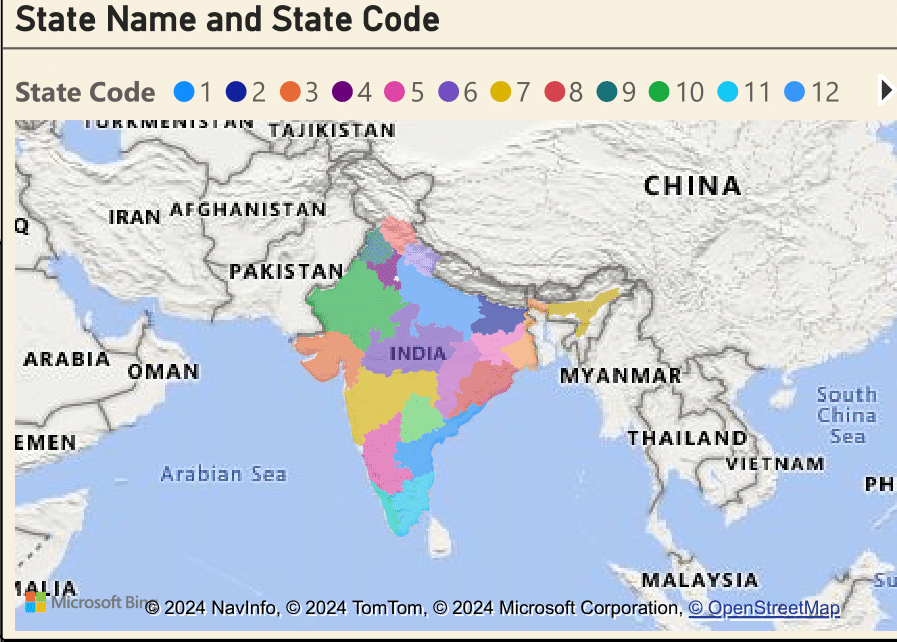 State Name and State Code
State Code 1 2 3 4 5 6 7 8 9 10 11 12
TURKMENISTAN
TAJIKISTAN
CHINA
IRAN
AFGHANISTAN
Q
PAKISTAN
ARABIA
OMAN
INDIA
MYANMAR
South
China
Sea
EMEN
THAILAND
VIETNAM
Arabian Sea
PH
MALAYSIA
Su
MALIA
Microsoft Bing
© 2024 NavInfo, © 2024 TomTom, © 2024 Microsoft Corporation, © OpenStreetMap